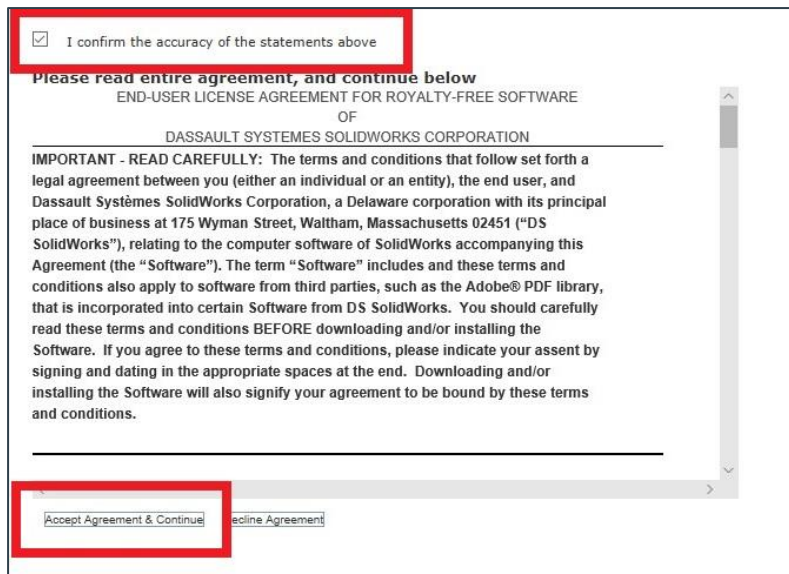 I confirm the accuracy of the statements above
Please read entire agreement, and continue below
END-USER LICENSE AGREEMENT FOR ROYALTY-FREE SOFTWARE
OF
DASSAULT SYSTEMES SOLIDWORKS CORPORATION
IMPORTANT - READ CAREFULLY: The terms and conditions that follow set forth a
legal agreement between you (either an individual or an entity), the end user, and
Dassault Systèmes SolidWorks Corporation, a Delaware corporation with its principal
place of business at 175 Wyman Street, Waltham, Massachusetts 02451 (“DS
SolidWorks”), relating to the computer software of SolidWorks accompanying this
Agreement (the “Software”). The term “Software” includes and these terms and
conditions also apply to software from third parties, such as the Adobe® PDF library,
that is incorporated into certain Software from DS SolidWorks. You should carefully
read these terms and conditions BEFORE downloading and/or installing the
Software. If you agree to these terms and conditions, please indicate your assent by
signing and dating in the appropriate spaces at the end. Downloading and/or
installing the Software will also signify your agreement to be bound by these terms
and conditions.
Accept Agreement & Continue ecline Agreement